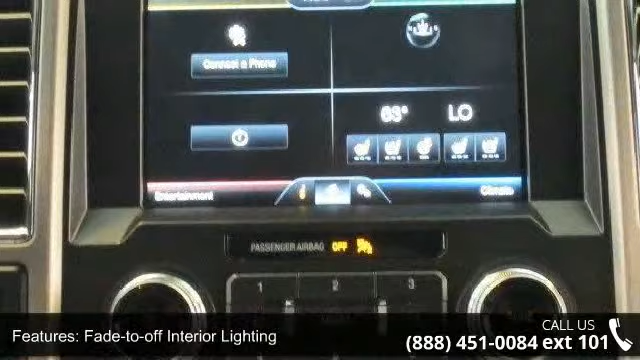 Connect a Phone
63° LO
Entertainment
Climate
PASSENGER AIRBAG OFF
1 2 3
Features: Fade-to-off Interior Lighting
CALL US
(888) 451-0084 ext 101